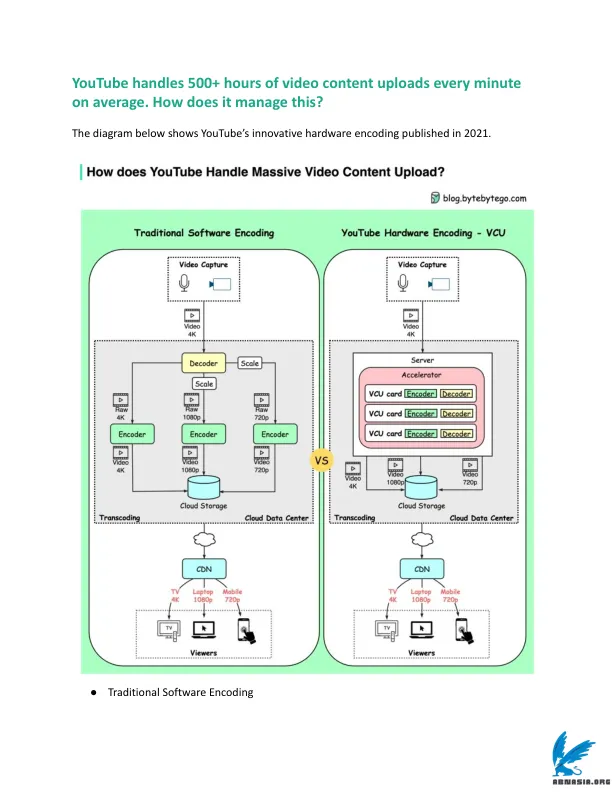 YouTube handles 500+ hours of video content uploads every minute
on average. How does it manage this?
The diagram below shows YouTube’s innovative hardware encoding published in 2021.
How does YouTube Handle Massive Video Content Upload?
blog.bytebytego.com
Traditional Software Encoding
Video Capture
Video
4K
Decoder
Scale
Scale
Raw
4K
Raw
1080p
Raw
720p
Encoder
Encoder
Encoder
Video
4K
Video
1080p
Video
720p
Cloud Storage
Transcoding
Cloud Data Center
CDN
TV
4K
Laptop
1080p
Mobile
720p
TV
Viewers
VS
YouTube Hardware Encoding - VCU
Video Capture
Video
4K
Server
Accelerator
VCU card Encoder Decoder
VCU card Encoder Decoder
VCU card Encoder Decoder
Video
4K
Video
1080p
Video
720p
Cloud Storage
Transcoding
Cloud Data Center
CDN
TV
4K
Laptop
1080p
Mobile
720p
TV
Viewers
● Traditional Software Encoding
ABNASIA.ORG